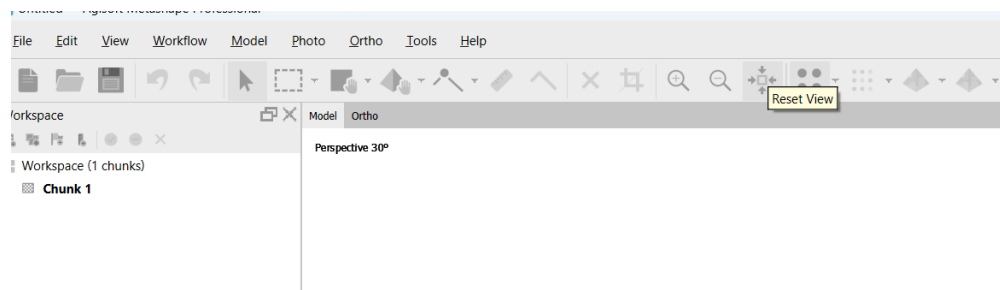 File Edit View Workflow Model Photo Ortho Tools Help
Reset View
Workspace
Model Ortho
Perspective 30°
Workspace (1 chunks)
Chunk 1